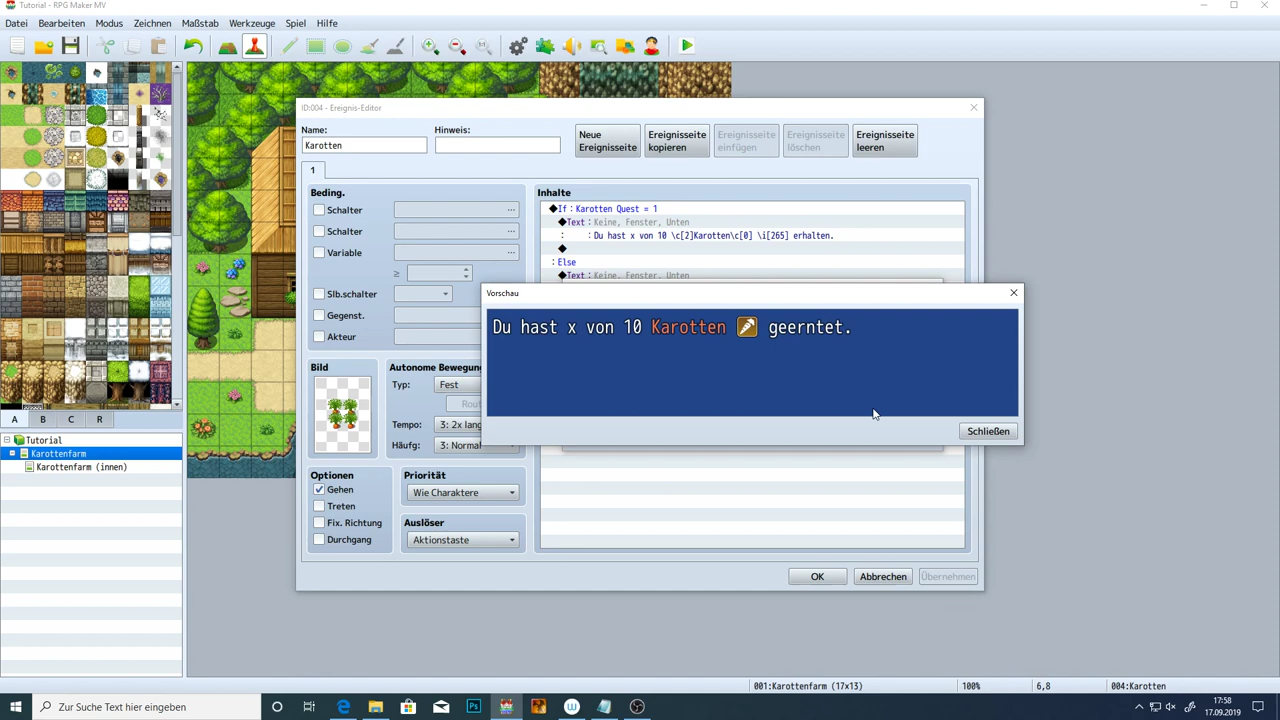 Tutorial - RPG Maker MV
Datei Bearbeiten Modus Zeichnen Maßstab Werkzeuge Spiel Hilfe
ID:004 - Ereignis-Editor
Name: Hinweis:
Karotten
Neue Ereignisseite
Ereignisseite kopieren
Ereignisseite einfügen
Ereignisseite löschen
Ereignisseite leeren
1
Beding.
Schalter ...
Schalter ...
Variable ...
≥
Slb.schalter
Gegenst.
Akteur
Inhalte
◆If : Karotten Quest = 1
◆Text : Keine, Fenster, Unten
: : Du hast x von 10 \c[2]Karotten\c[0] \i[265] erhalten.
◆
: Else
◆Text : Keine, Fenster, Unten
Vorschau
Du hast x von 10 Karotten geerntet.
Schließen
Bild
Autonome Bewegung
Typ: Fest
Tempo: 3: 2x lang
Häufg: 3: Normal
Optionen
Gehen
Treten
Fix. Richtung
Durchgang
Priorität
Wie Charaktere
Auslöser
Aktionstaste
OK Abbrechen Übernehmen
A B C R
Tutorial
Karottenfarm
Karottenfarm (innen)
001:Karottenfarm (17×13) 100% 6,8 004:Karotten
Zur Suche Text hier eingeben
17:58
17.09.2019